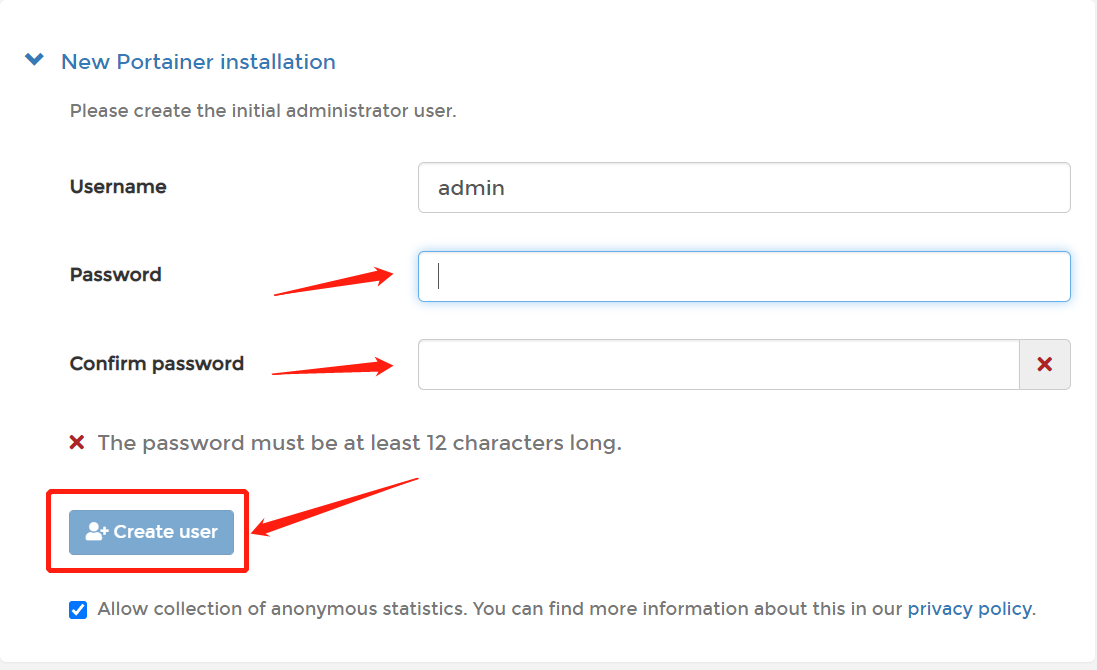 New Portainer installation
Please create the initial administrator user.
Username
admin
Password
Confirm password
The password must be at least 12 characters long.
Create user
Allow collection of anonymous statistics. You can find more information about this in our privacy policy.